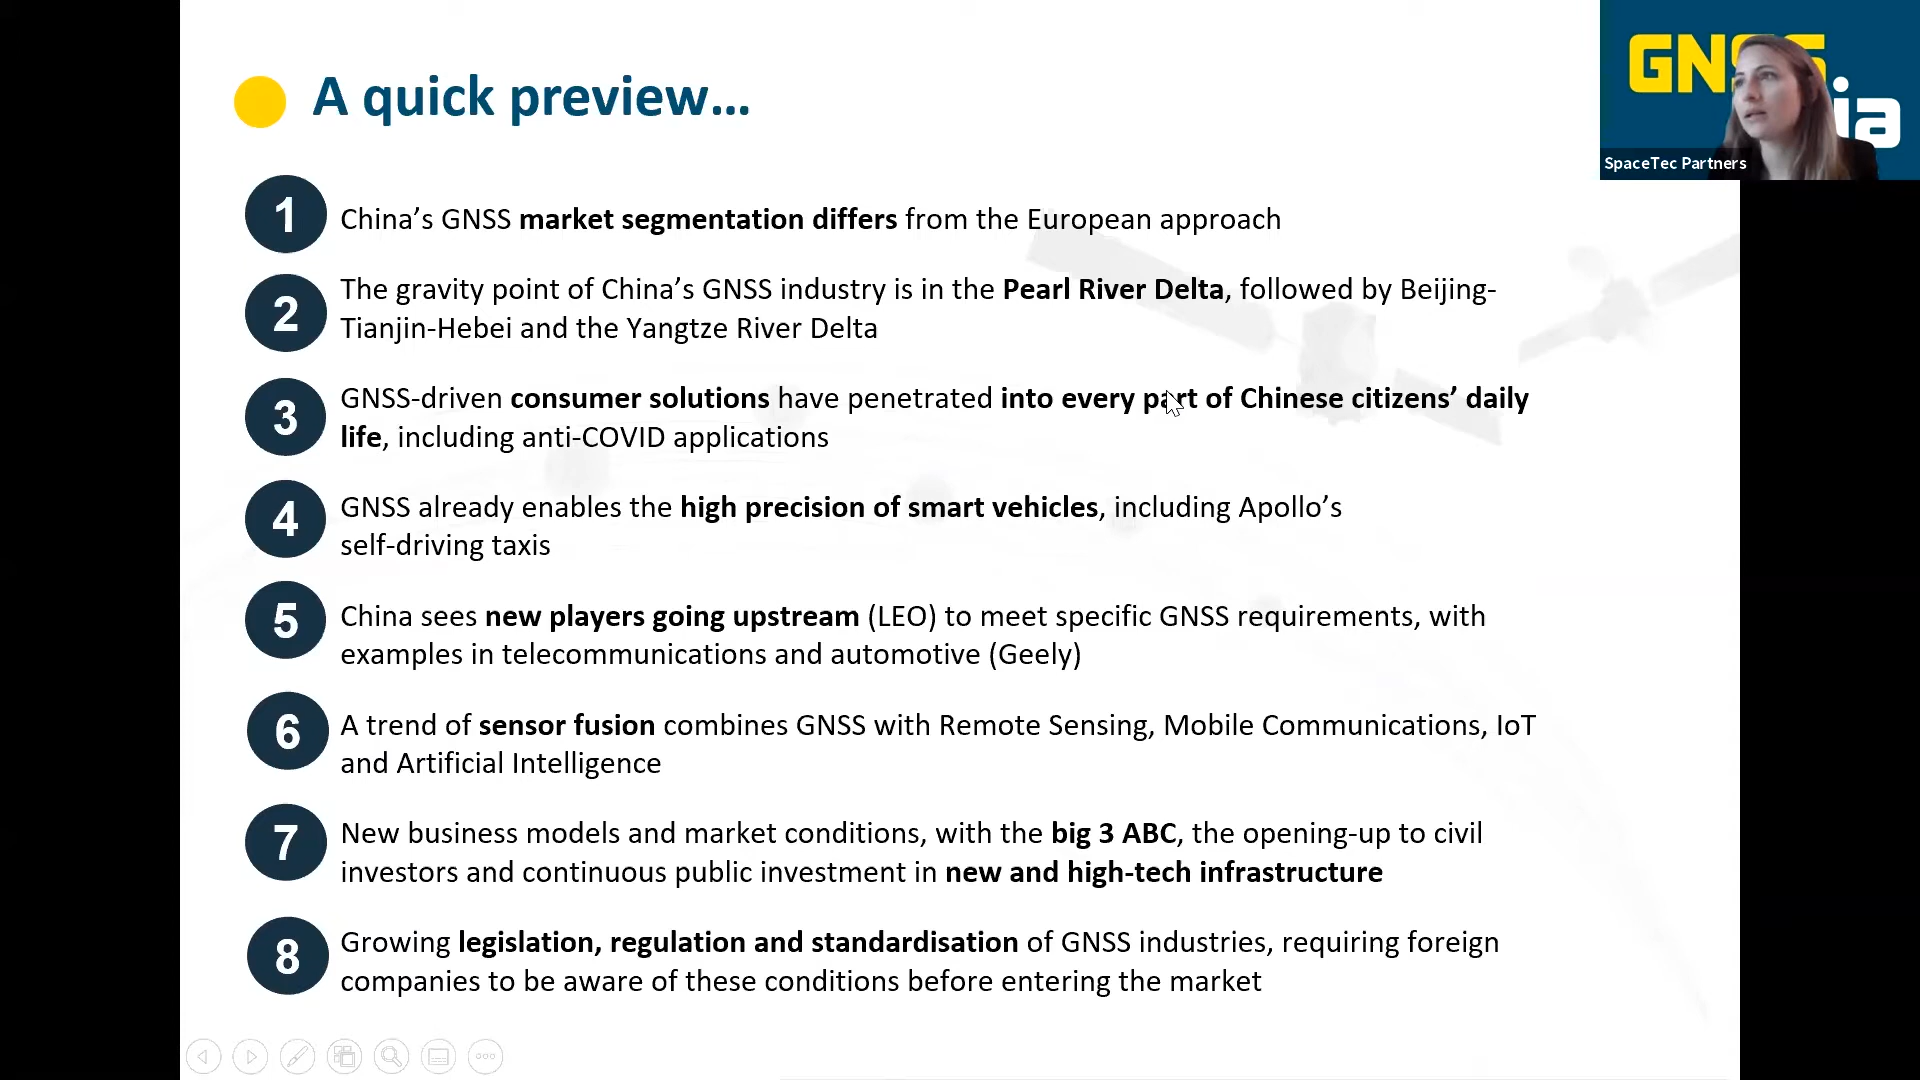 A quick preview…
GNSS
ia
SpaceTec Partners
1
China’s GNSS market segmentation differs from the European approach
2
The gravity point of China’s GNSS industry is in the Pearl River Delta, followed by Beijing-
Tianjin-Hebei and the Yangtze River Delta
3
GNSS-driven consumer solutions have penetrated into every part of Chinese citizens’ daily
life, including anti-COVID applications
4
GNSS already enables the high precision of smart vehicles, including Apollo’s
self-driving taxis
5
China sees new players going upstream (LEO) to meet specific GNSS requirements, with
examples in telecommunications and automotive (Geely)
6
A trend of sensor fusion combines GNSS with Remote Sensing, Mobile Communications, IoT
and Artificial Intelligence
7
New business models and market conditions, with the big 3 ABC, the opening-up to civil
investors and continuous public investment in new and high-tech infrastructure
8
Growing legislation, regulation and standardisation of GNSS industries, requiring foreign
companies to be aware of these conditions before entering the market